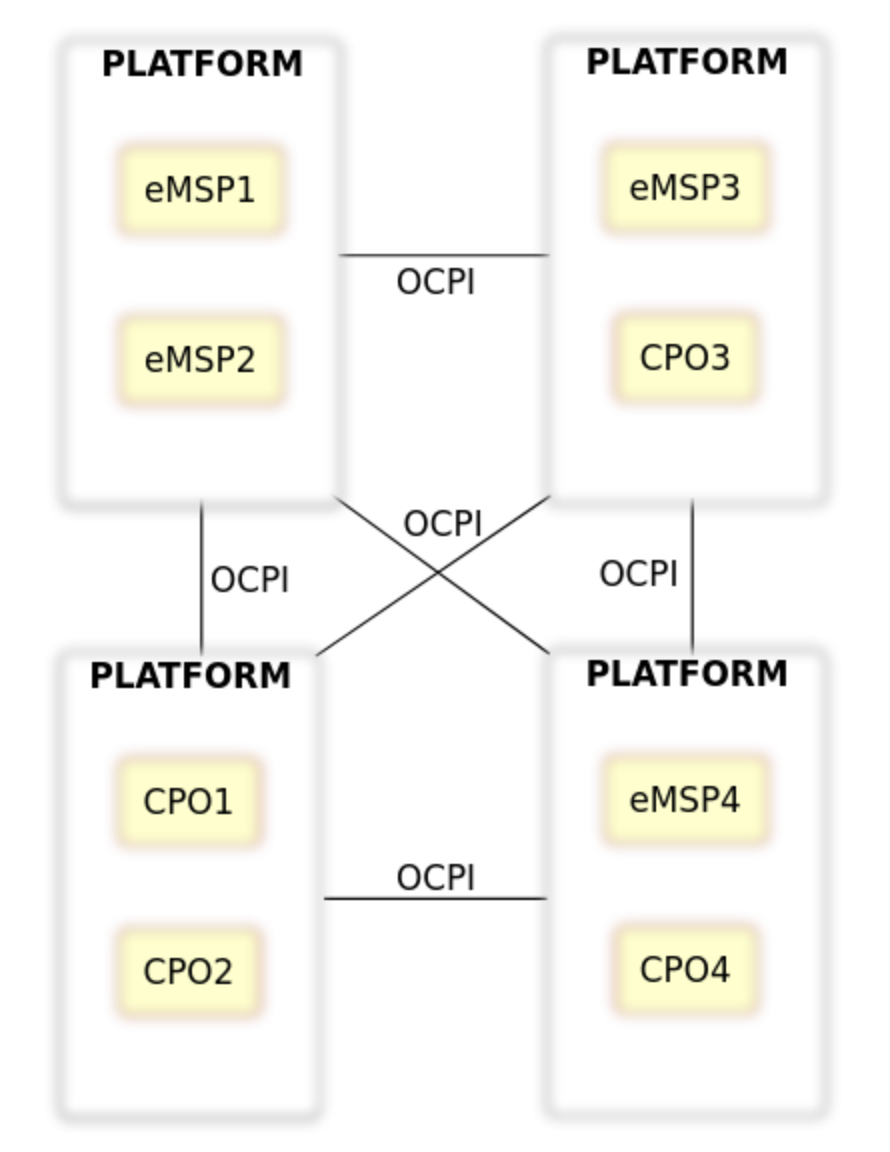 PLATFORM
eMSP1
eMSP2
PLATFORM
eMSP3
CPO3
OCPI
OCPI
OCPI
OCPI
PLATFORM
CPO1
CPO2
PLATFORM
eMSP4
CPO4
OCPI